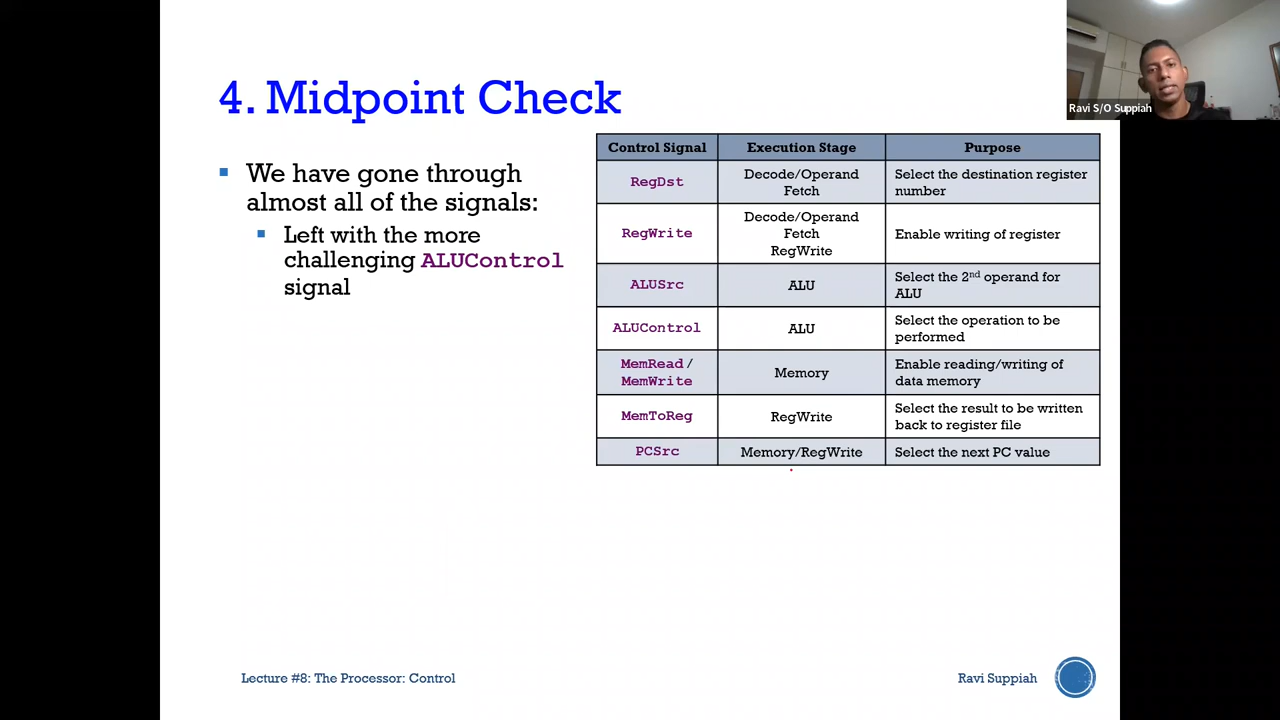 Ravi S/O Suppiah
4. Midpoint Check
We have gone through
almost all of the signals:
Left with the more
challenging ALUControl
signal
Control Signal Execution Stage Purpose
RegDst
Decode/Operand
Fetch
Select the destination register
number
RegWrite
Decode/Operand
Fetch
RegWrite
Enable writing of register
ALUSrc
ALU
Select the 2nd operand for
ALU
ALUControl
ALU
Select the operation to be
performed
MemRead /
MemWrite
Memory
Enable reading/writing of
data memory
MemToReg
RegWrite
Select the result to be written
back to register file
PCSrc
Memory/RegWrite
Select the next PC value
Lecture #8: The Processor: Control
Ravi Suppiah